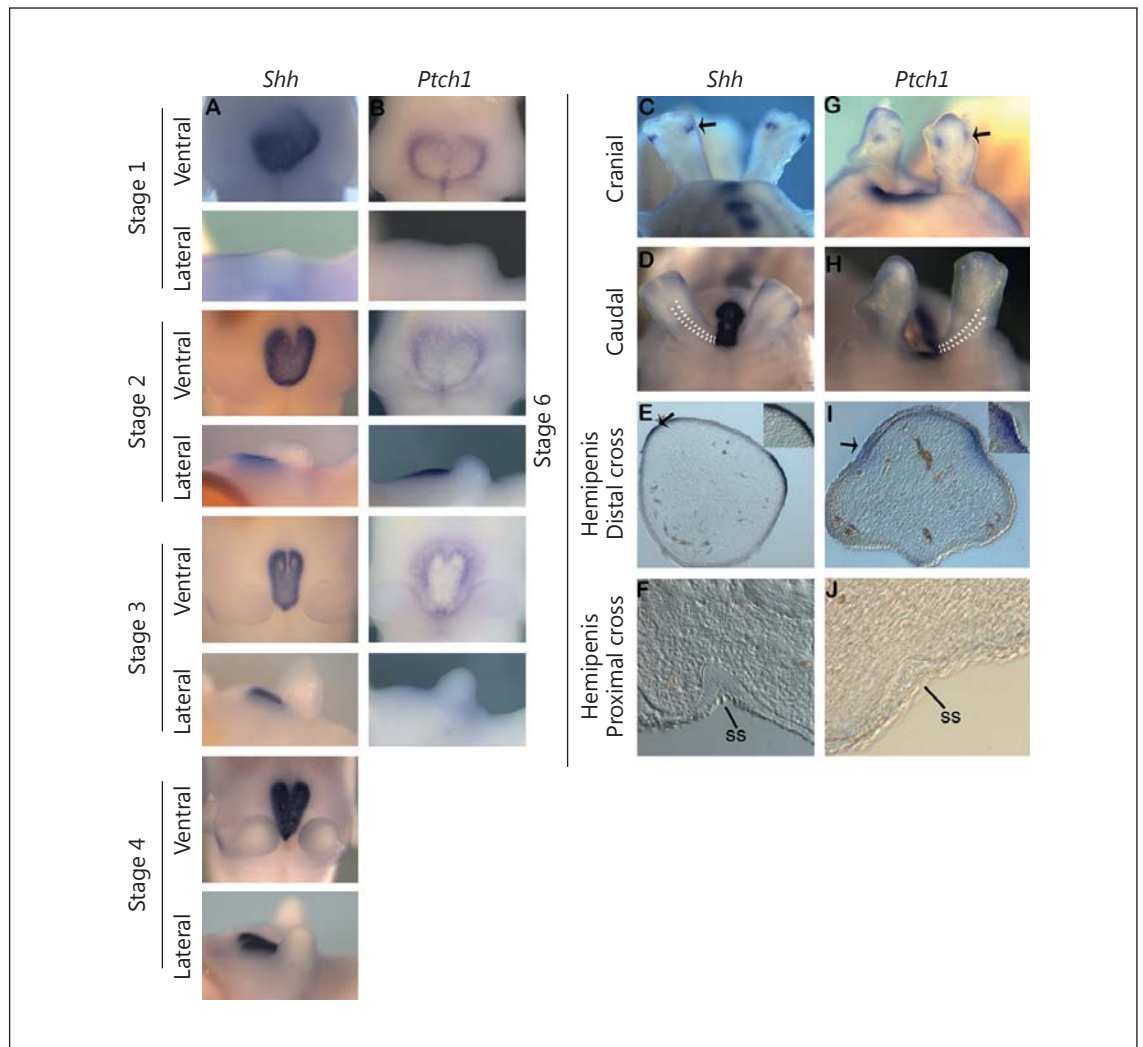 Shh
Ptch1
A
B
Stage 1
Ventral
Lateral
Stage 2
Ventral
Lateral
Stage 3
Ventral
Lateral
Stage 4
Ventral
Lateral
Stage 6
Shh
Ptch1
Cranial
C
G
Caudal
D
H
Hemipenis
Distal cross
E
I
Hemipenis
Proximal cross
F
ss
J
ss